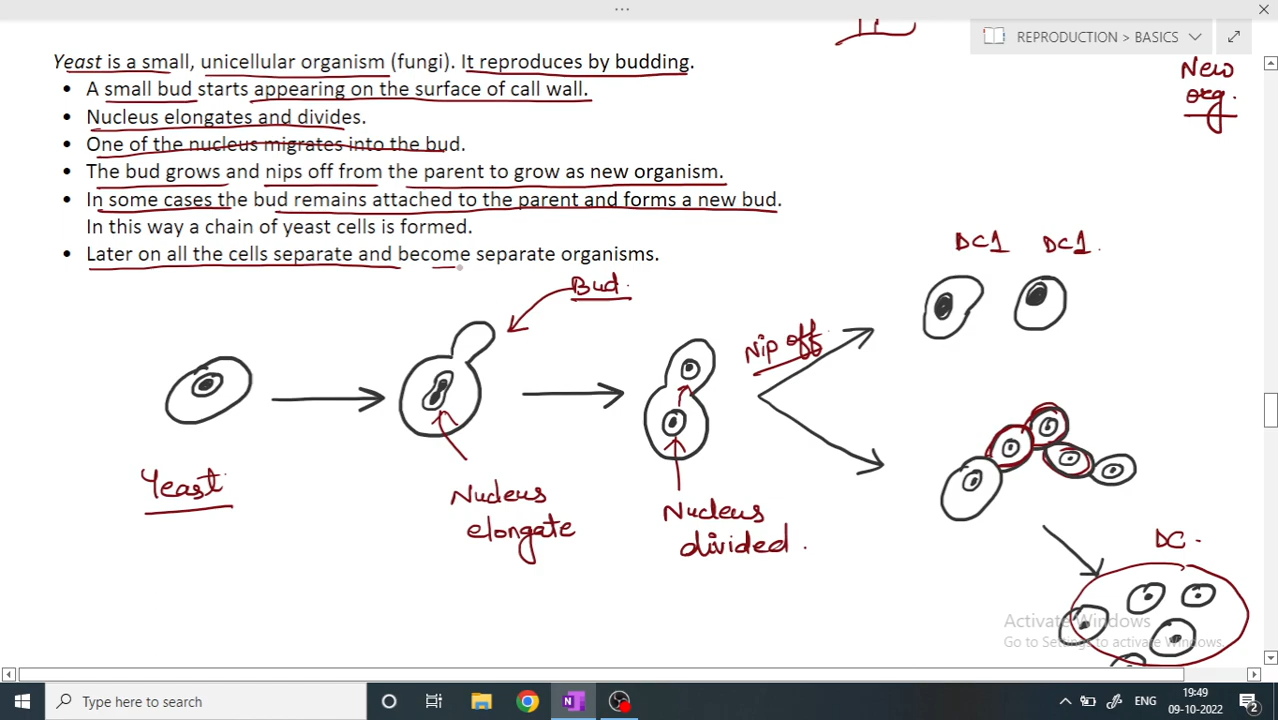 REPRODUCTION > BASICS
New
org.
Yeast is a small, unicellular organism (fungi). It reproduces by budding.
• A small bud starts appearing on the surface of call wall.
• Nucleus elongates and divides.
• One of the nucleus migrates into the bud.
• The bud grows and nips off from the parent to grow as new organism.
• In some cases the bud remains attached to the parent and forms a new bud.
In this way a chain of yeast cells is formed.
• Later on all the cells separate and become separate organisms.
DC1 DC1.
Bud.
Nip off
Yeast
Nucleus
elongate
Nucleus
divided.
DC.
Activate Windows
Go to Settings to activate Windows.
Type here to search
ENG
19:49
09-10-2022
2